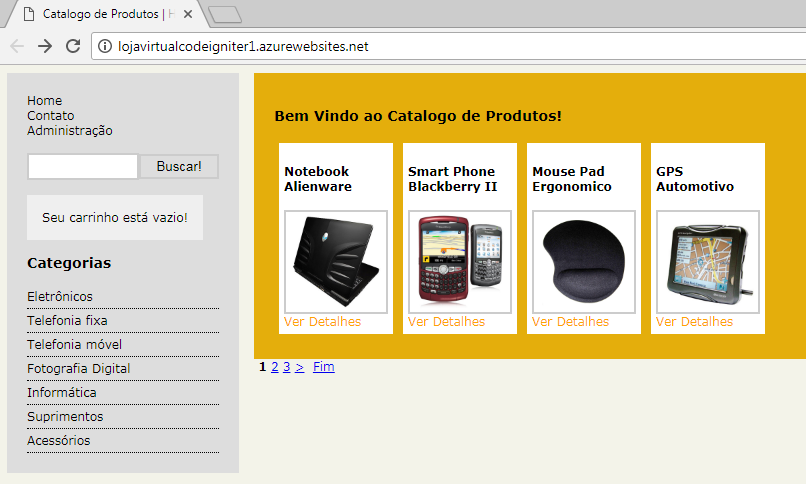 Catalogo de Produtos | H
lojavirtualcodeigniter1.azurewebsites.net
Home
Contato
Administração
Buscar!
Seu carrinho está vazio!
Categorias
Eletrônicos
Telefonia fixa
Telefonia móvel
Fotografia Digital
Informática
Suprimentos
Acessórios
Bem Vindo ao Catalogo de Produtos!
Notebook
Alienware
Ver Detalhes
Smart Phone
Blackberry II
Ver Detalhes
Mouse Pad
Ergonomico
Ver Detalhes
GPS
Automotivo
Ver Detalhes
1 2 3 > Fim